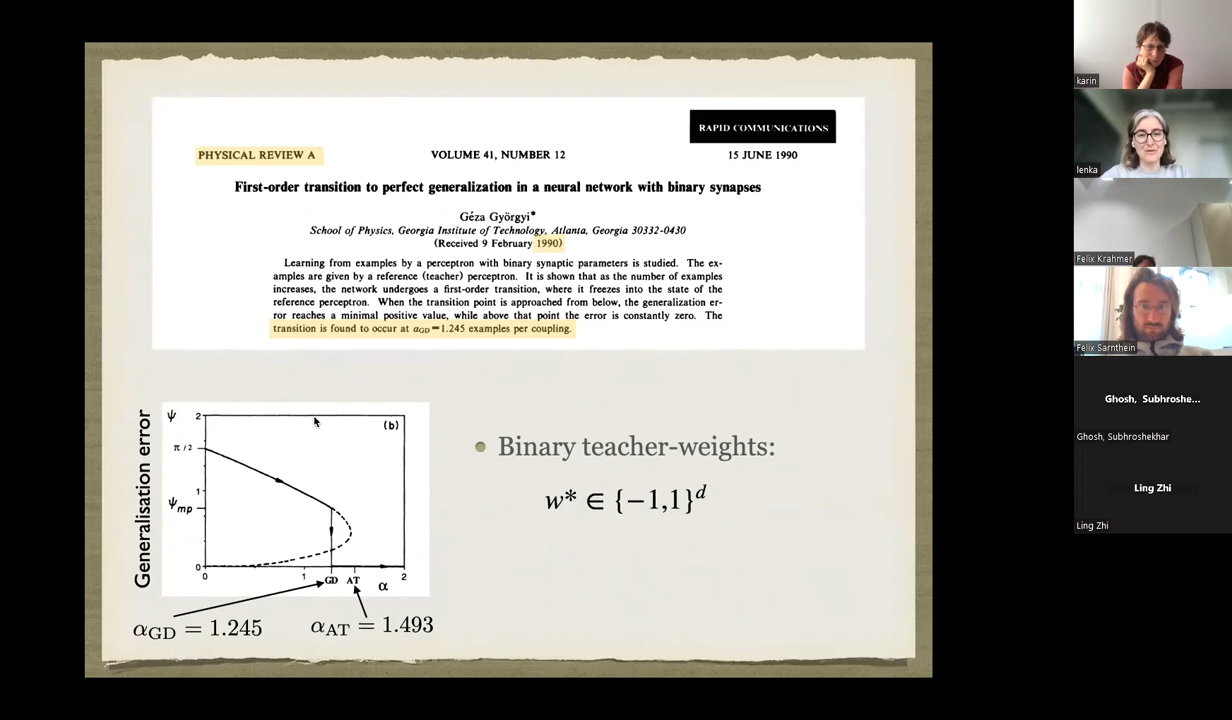 RAPID COMMUNICATIONS
PHYSICAL REVIEW A VOLUME 41, NUMBER 12 15 JUNE 1990
First-order transition to perfect generalization in a neural network with binary synapses
Géza Györgyi*
School of Physics, Georgia Institute of Technology, Atlanta, Georgia 30332-0430
(Received 9 February 1990)
Learning from examples by a perceptron with binary synaptic parameters is studied. The ex-
amples are given by a reference (teacher) perceptron. It is shown that as the number of examples
increases, the network undergoes a first-order transition, where it freezes into the state of the
reference perceptron. When the transition point is approached from below, the generalization er-
ror reaches a minimal positive value, while above that point the error is constantly zero. The
transition is found to occur at αGD=1.245 examples per coupling.
Generalisation error
ψ 2 (b)
π/2
1
ψmp
0
0 1 GD AT α 2
αGD = 1.245 αAT = 1.493
• Binary teacher-weights:
w* ∈ {−1,1}^d
karin
lenka
Felix Krahmer
Felix Sarnthein
Ghosh, Subhroshe...
Ghosh, Subhroshekhar
Ling Zhi
Ling Zhi